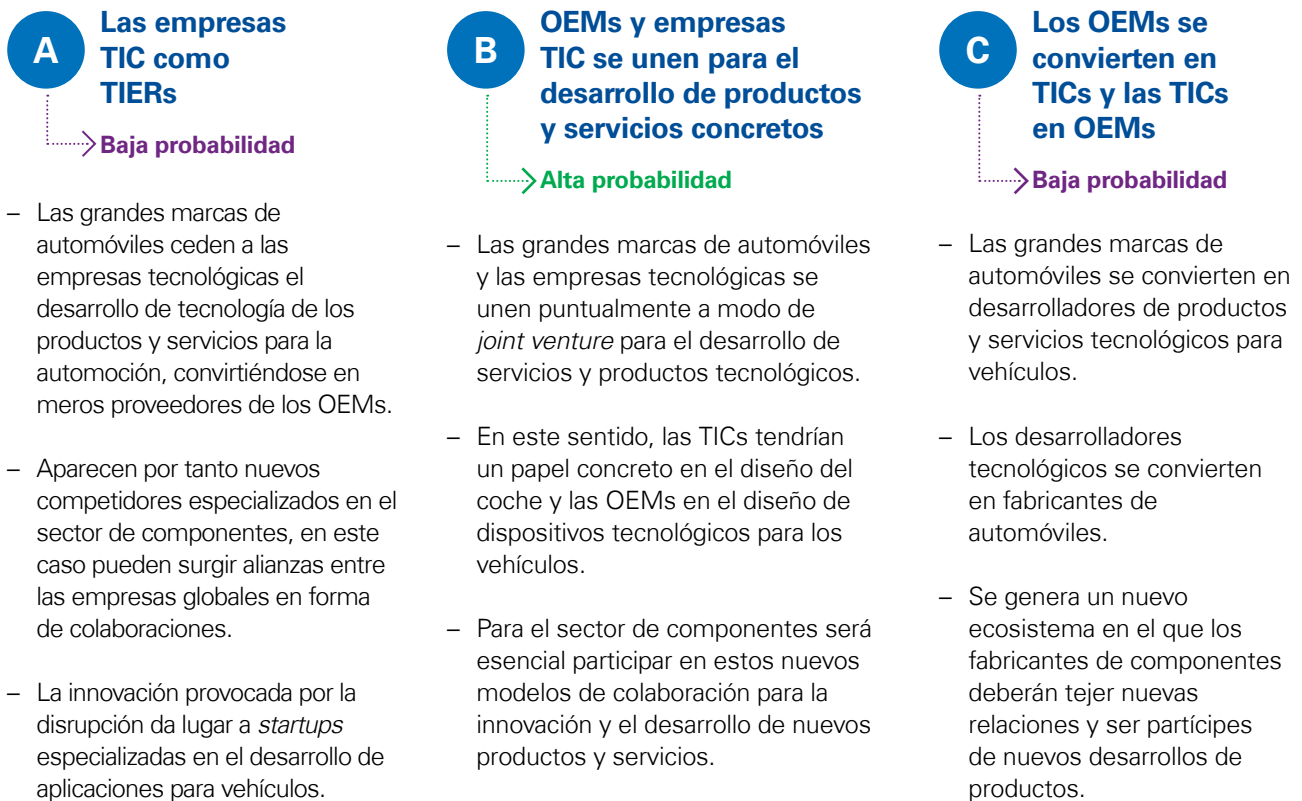 A
Las empresas
TIC como
TIERs
Baja probabilidad
– Las grandes marcas de
automóviles ceden a las
empresas tecnológicas el
desarrollo de tecnología de los
productos y servicios para la
automoción, convirtiéndose en
meros proveedores de los OEMs.
– Aparecen por tanto nuevos
competidores especializados en el
sector de componentes, en este
caso pueden surgir alianzas entre
las empresas globales en forma
de colaboraciones.
– La innovación provocada por la
disrupción da lugar a startups
especializadas en el desarrollo de
aplicaciones para vehículos.
B
OEMs y empresas
TIC se unen para el
desarrollo de productos
y servicios concretos
Alta probabilidad
– Las grandes marcas de automóviles
y las empresas tecnológicas se
unen puntualmente a modo de
joint venture para el desarrollo de
servicios y productos tecnológicos.
– En este sentido, las TICs tendrían
un papel concreto en el diseño del
coche y las OEMs en el diseño de
dispositivos tecnológicos para los
vehículos.
– Para el sector de componentes será
esencial participar en estos nuevos
modelos de colaboración para la
innovación y el desarrollo de nuevos
productos y servicios.
C
Los OEMs se
convierten en
TICs y las TICs
en OEMs
Baja probabilidad
– Las grandes marcas de
automóviles se convierten en
desarrolladores de productos
y servicios tecnológicos para
vehículos.
– Los desarrolladores
tecnológicos se convierten
en fabricantes de
automóviles.
– Se genera un nuevo
ecosistema en el que los
fabricantes de componentes
deberán tejer nuevas
relaciones y ser partícipes
de nuevos desarrollos de
productos.